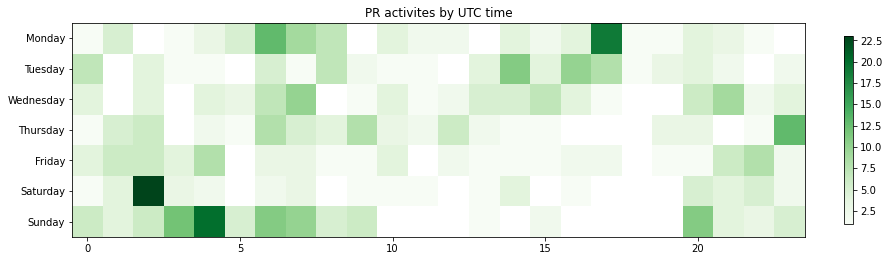 PR activites by UTC time
Monday
Tuesday
Wednesday
Thursday
Friday
Saturday
Sunday
0 5 10 15 20
22.5
20.0
17.5
15.0
12.5
10.0
7.5
5.0
2.5